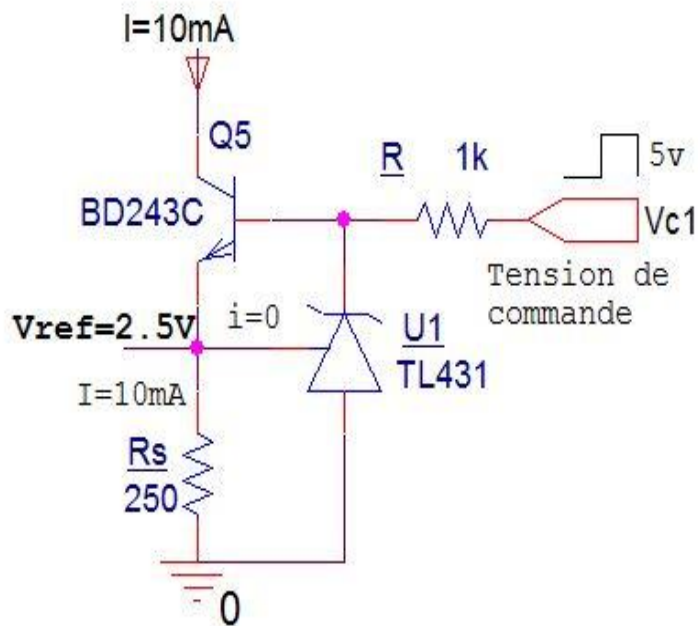 I=10mA
Q5
R 1k
5v
BD243C
Vc1
Tension de
commande
Vref=2.5V
i=0
U1
TL431
I=10mA
Rs
250
0